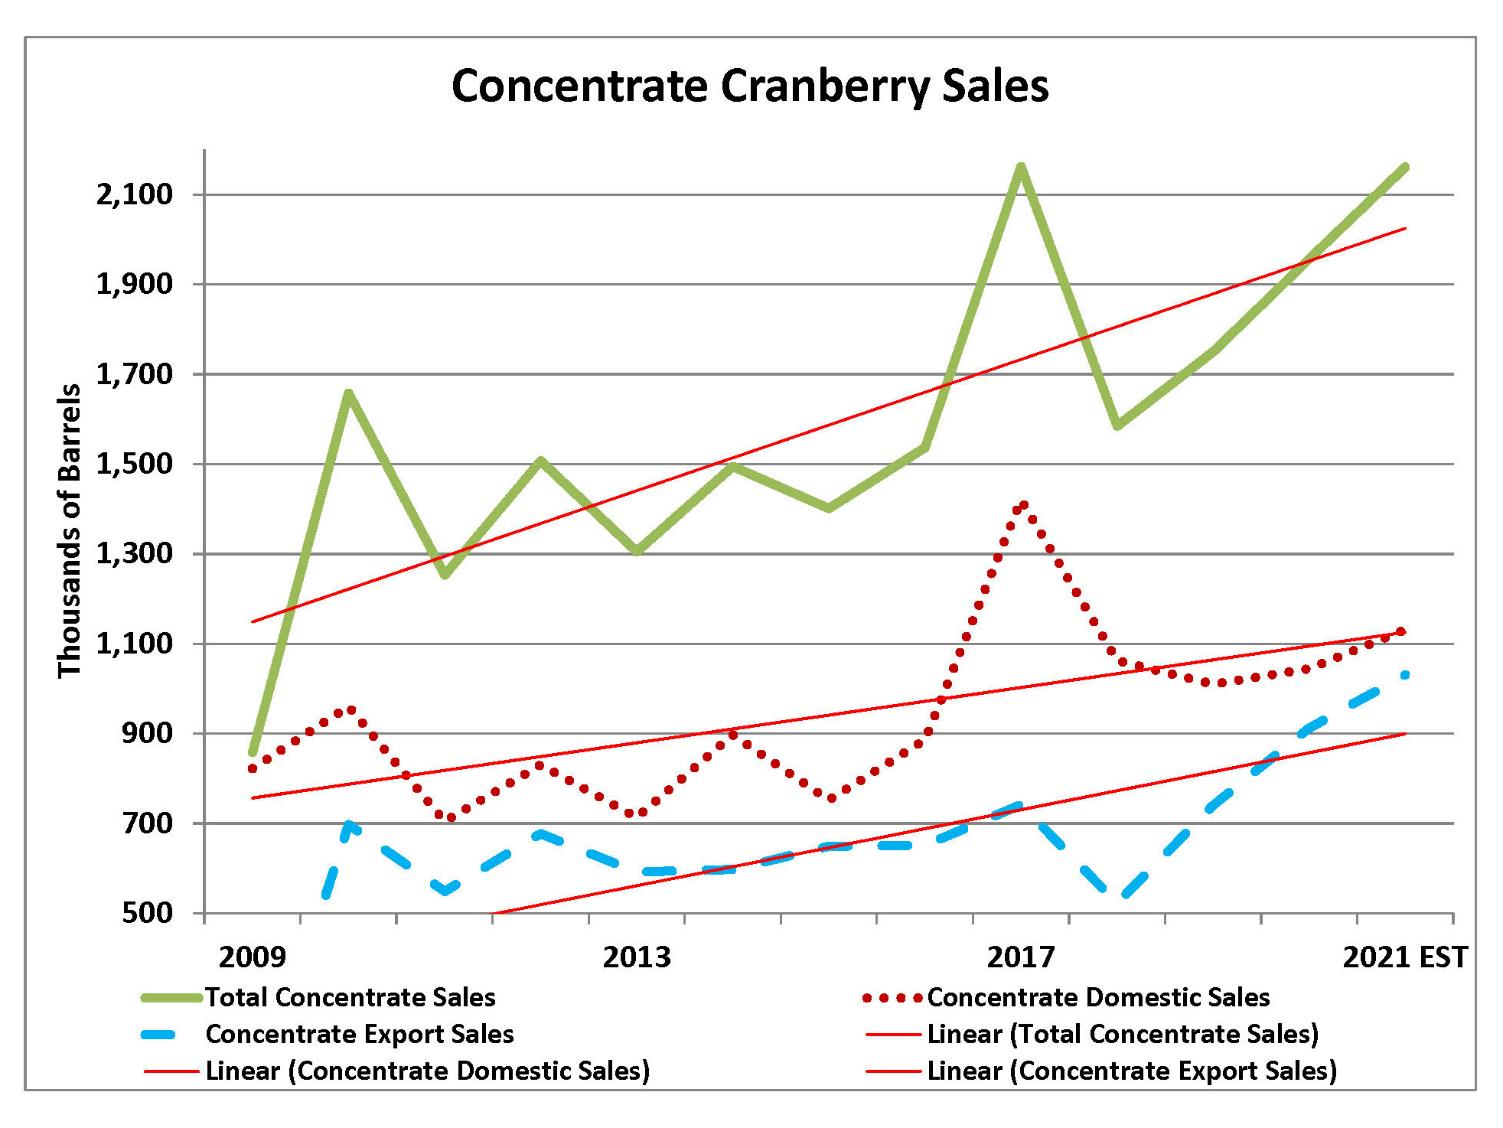 Concentrate Cranberry Sales
Thousands of Barrels
2,100
1,900
1,700
1,500
1,300
1,100
900
700
500
2009 2013 2017 2021 EST
Total Concentrate Sales Concentrate Domestic Sales
Concentrate Export Sales Linear (Total Concentrate Sales)
Linear (Concentrate Domestic Sales) Linear (Concentrate Export Sales)